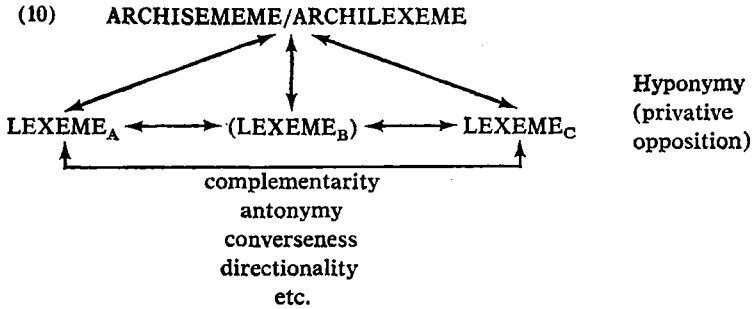 (10) ARCHISEMEME/ARCHILEXEME
LEXEME_A (LEXEME_B) LEXEME_C
Hyponymy
(privative
opposition)
complementarity
antonymy
converseness
directionality
etc.